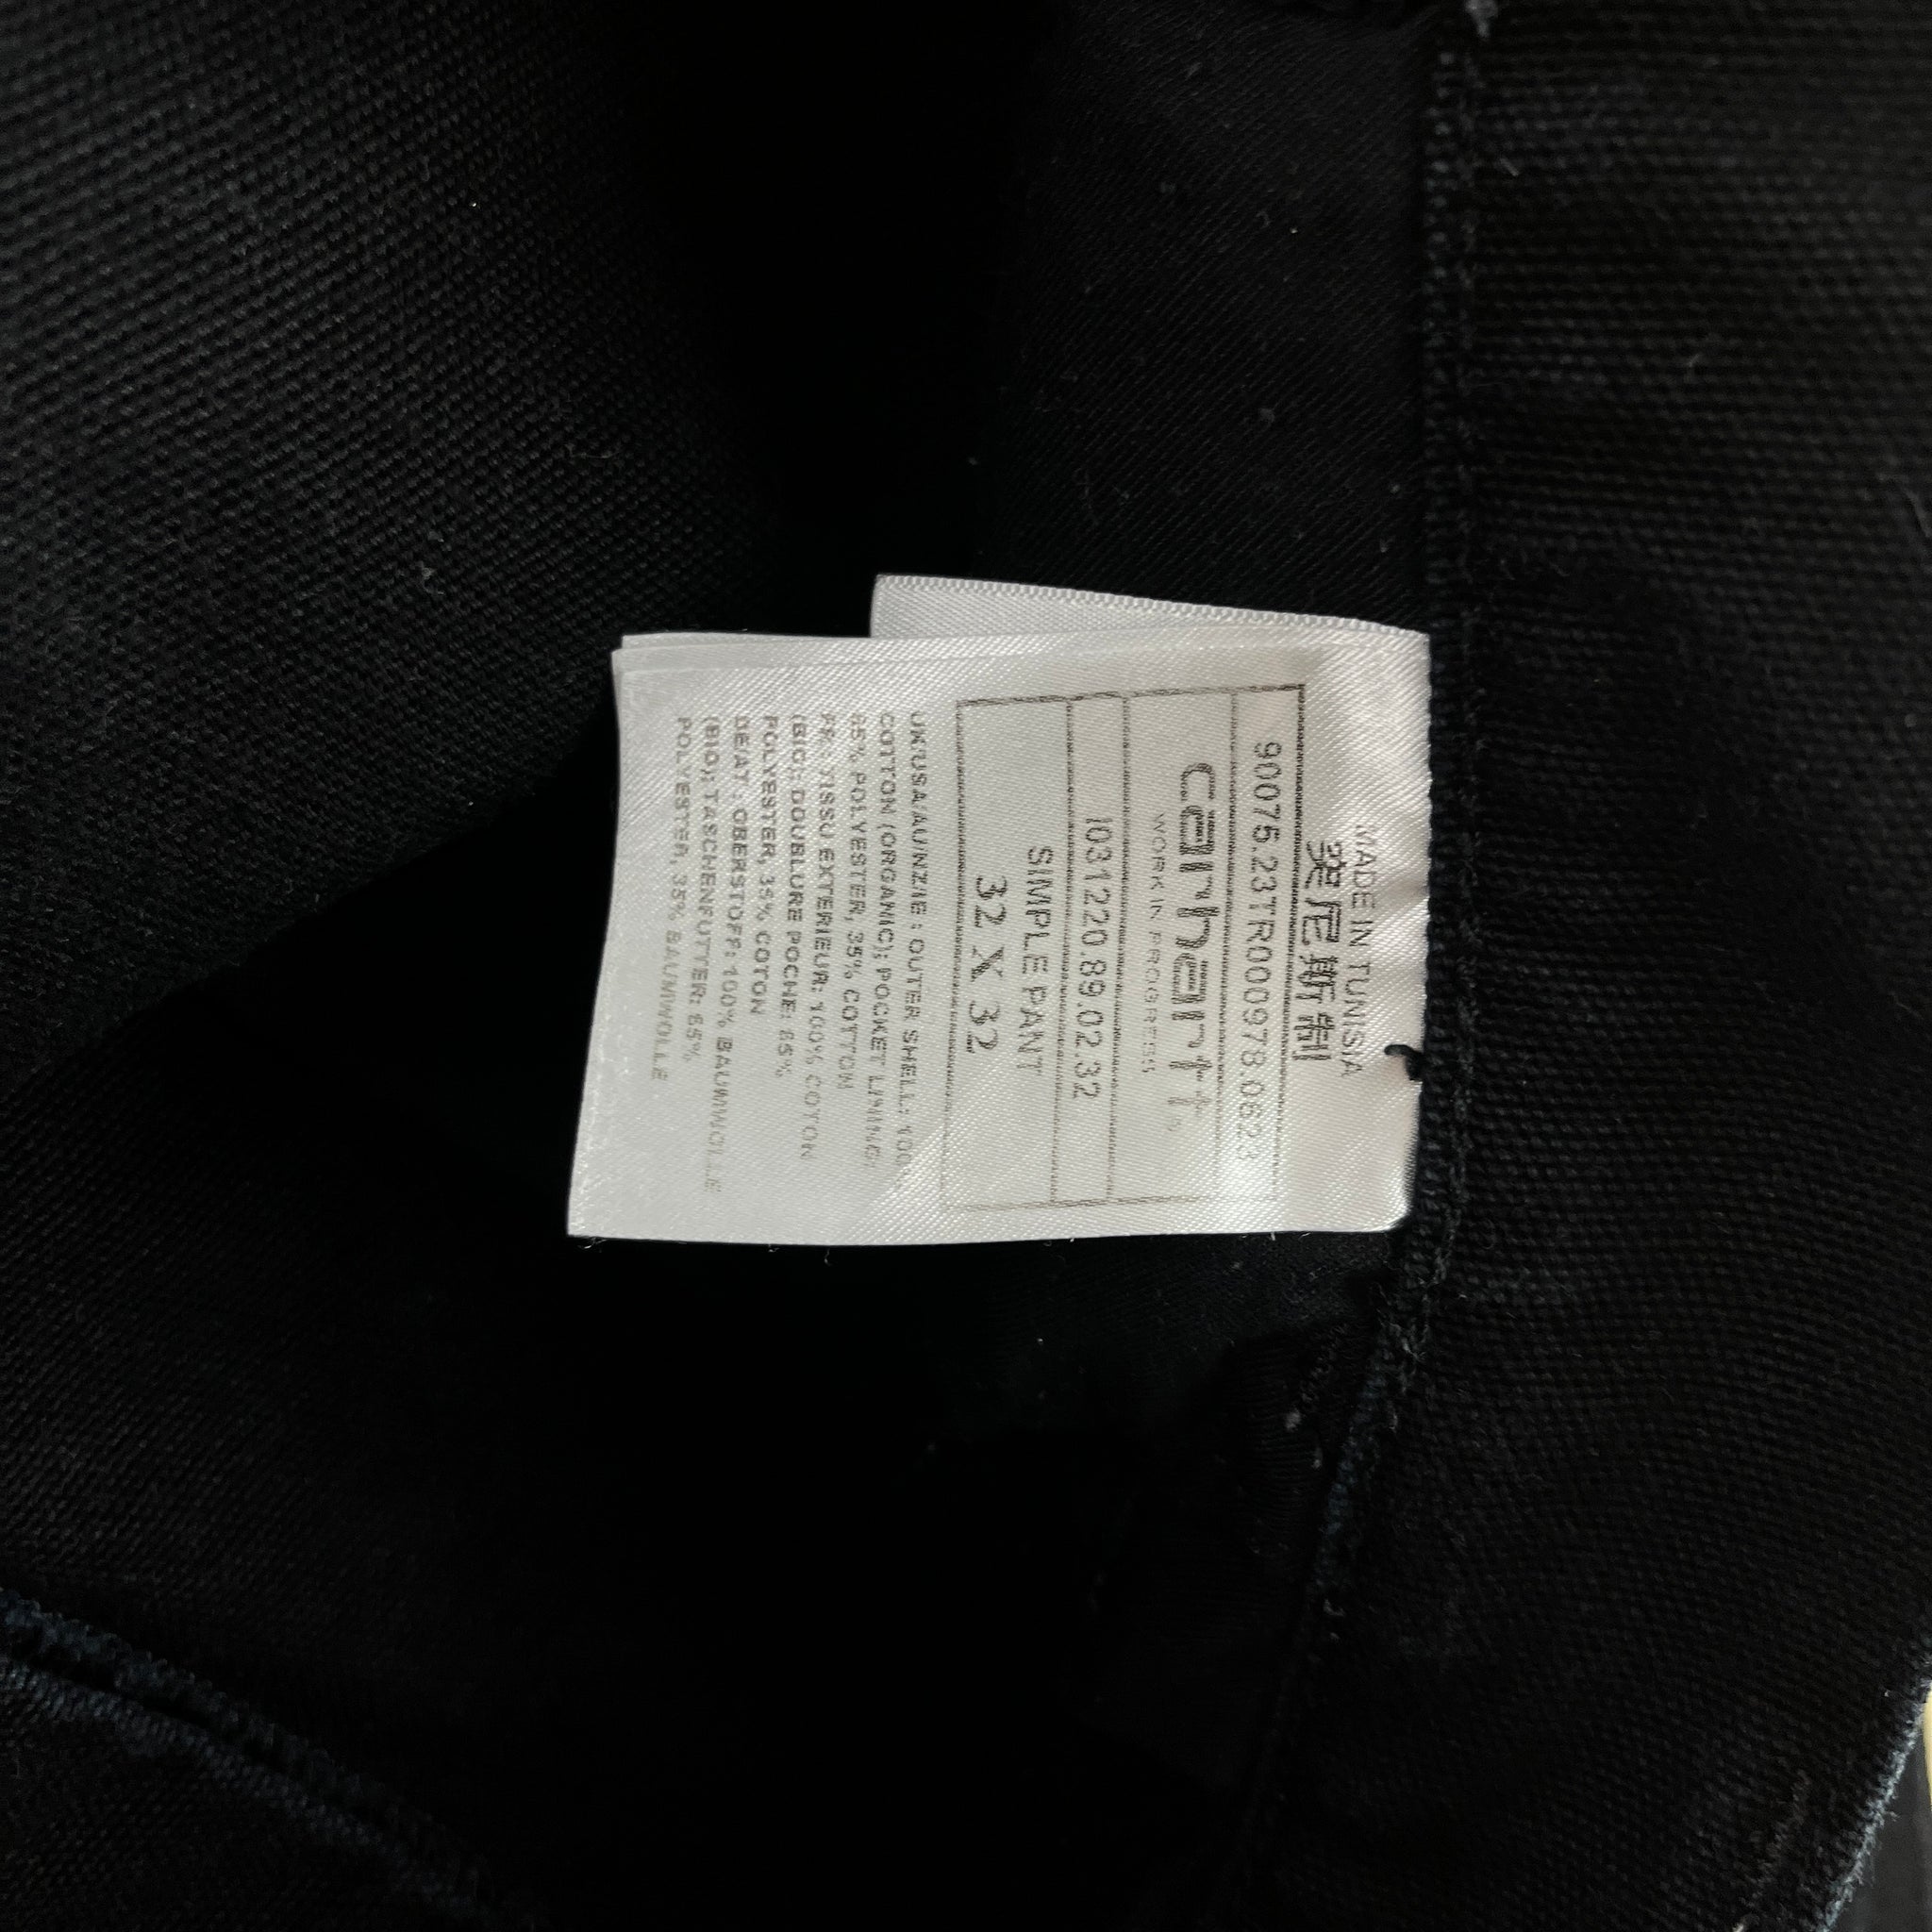 MADE IN TUNISIA
突尼斯制
90075.23TR000978.0623
carhartt
WORK IN PROGRESS
I031220.89.02.32
SIMPLE PANT
32 X 32
UK/USA/AU/NZ/IE : OUTER SHELL: 100
COTTON (ORGANIC); POCKET LINING:
65% POLYESTER, 35% COTTON
FR : TISSU EXTERIEUR: 100% COTON
(BIO); DOUBLURE POCHE: 65%
POLYESTER, 35% COTON
DE/AT : OBERSTOFF: 100% BAUMWOLLE
(BIO); TASCHENFUTTER: 65%
POLYESTER, 35% BAUMWOLLE